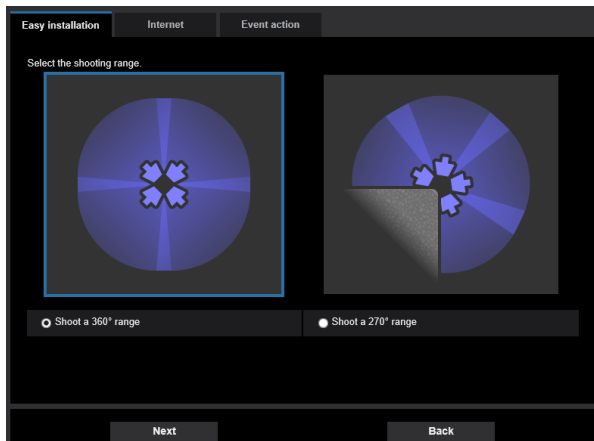 Easy installation Internet Event action
Select the shooting range.
Shoot a 360° range Shoot a 270° range
Next Back